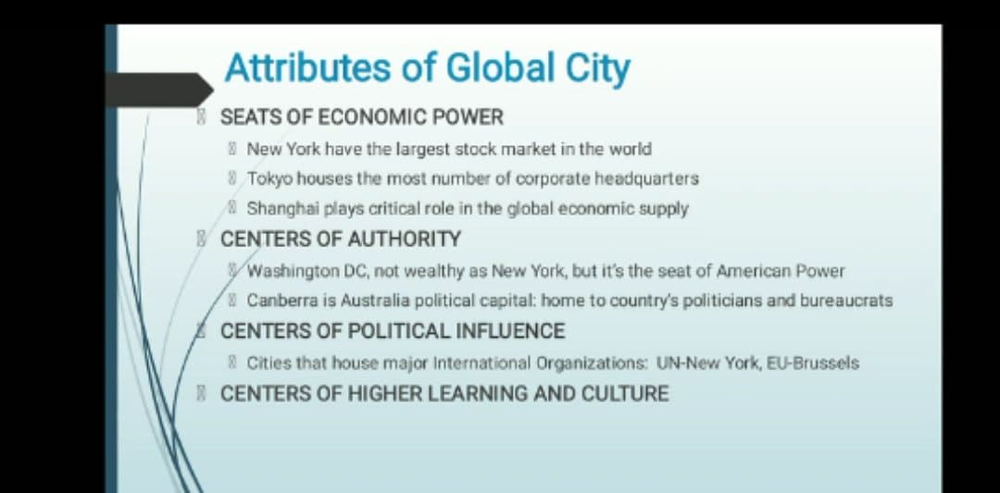 Attributes of Global City
SEATS OF ECONOMIC POWER
New York have the largest stock market in the world
Tokyo houses the most number of corporate headquarters
Shanghai plays critical role in the global economic supply
CENTERS OF AUTHORITY
Washington DC, not wealthy as New York, but it's the seat of American Power
Canberra is Australia political capital: home to country's politicians and bureaucrats
CENTERS OF POLITICAL INFLUENCE
Cities that house major International Organizations: UN-New York, EU-Brussels
CENTERS OF HIGHER LEARNING AND CULTURE